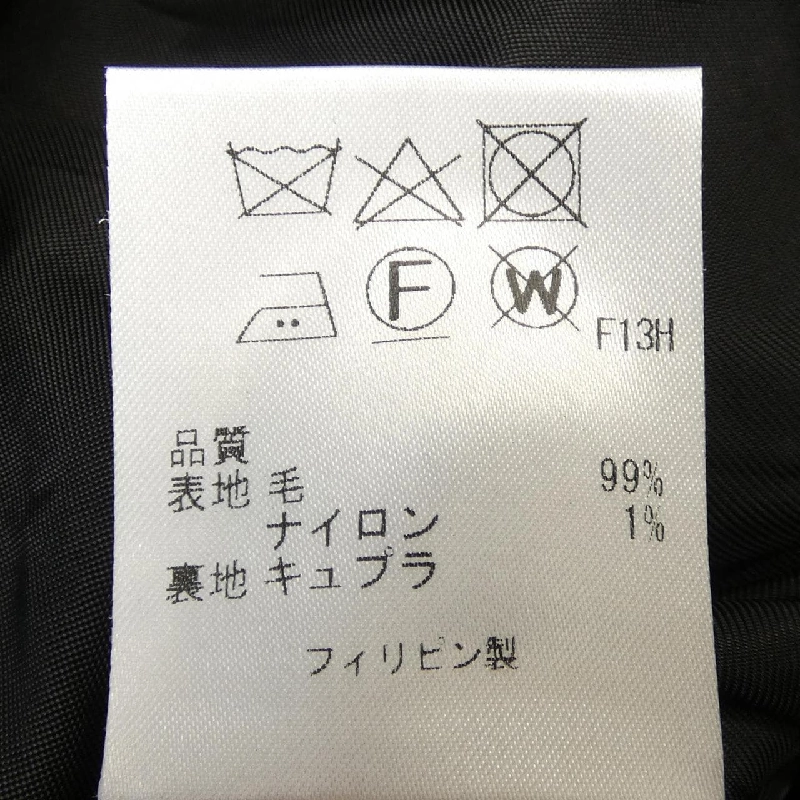 F
W
F13H
品質
表地 毛 99%
ナイロン 1%
裏地 キュプラ
フィリピン製